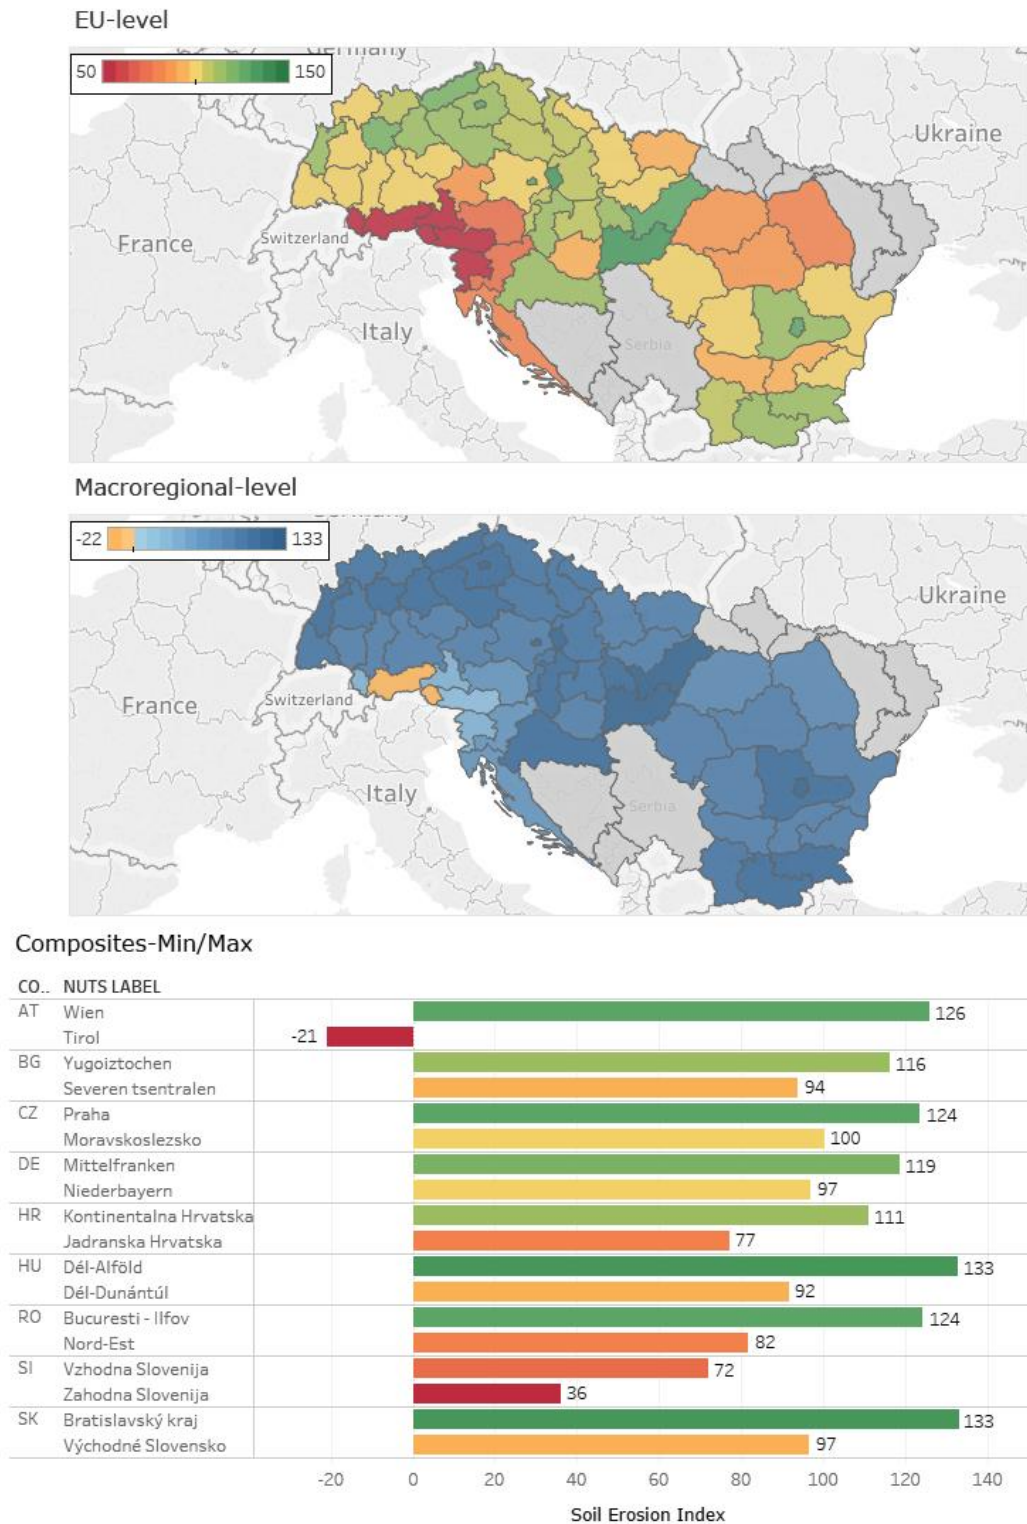 EU-level
Germany
50 150
Ukraine
France
Switzerland
Italy
Serbia
Macroregional-level
-22 133
Ukraine
Switzerland
France
Italy
Serbia
Composites-Min/Max
CO.. NUTS LABEL
AT Wien 126
Tirol -21
BG Yugoiztochen 116
Severen tsentralen 94
CZ Praha 124
Moravskoslezsko 100
DE Mittelfranken 119
Niederbayern 97
HR Kontinentalna Hrvatska 111
Jadranska Hrvatska 77
HU Dél-Alföld 133
Dél-Dunántúl 92
RO Bucuresti - Ilfov 124
Nord-Est 82
SI Vzhodna Slovenija 72
Zahodna Slovenija 36
SK Bratislavský kraj 133
Východné Slovensko 97
-20 0 20 40 60 80 100 120 140
Soil Erosion Index